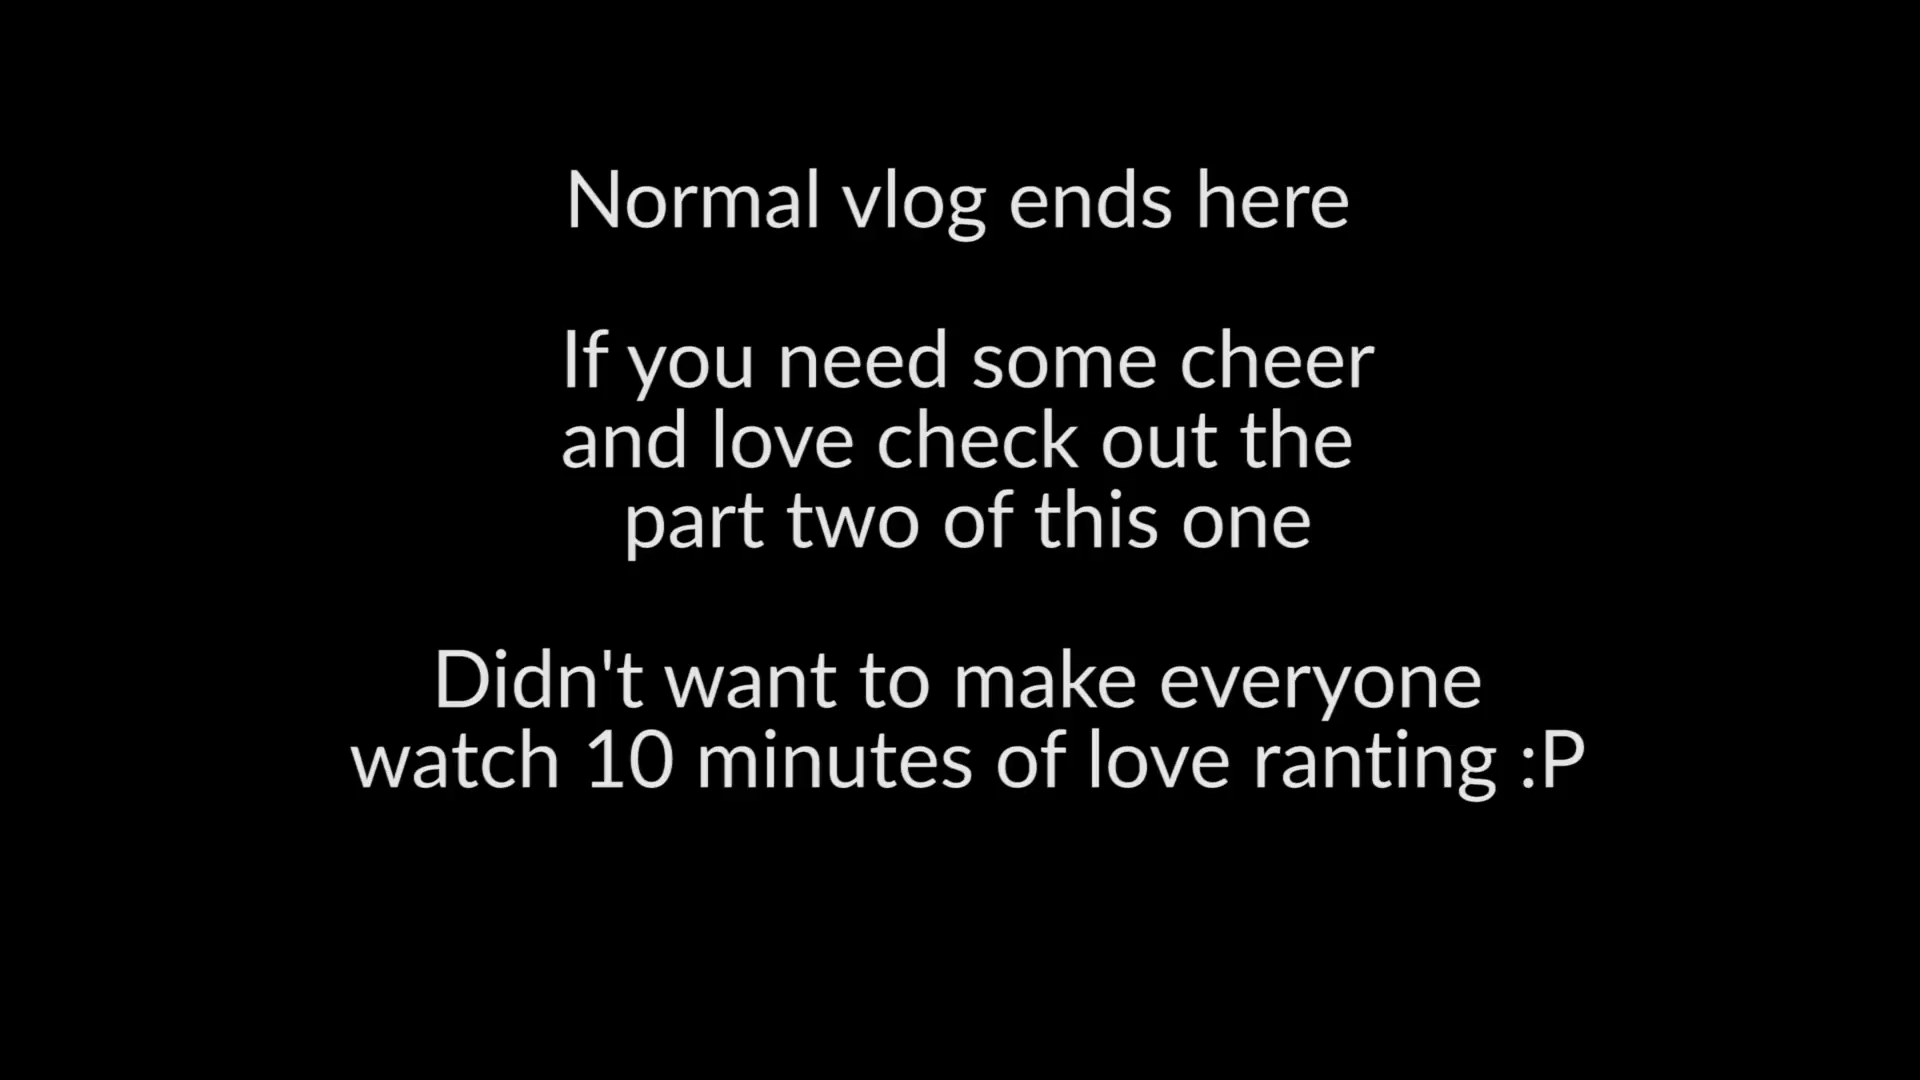 Normal vlog ends here
If you need some cheer
and love check out the
part two of this one
Didn't want to make everyone
watch 10 minutes of love ranting :P